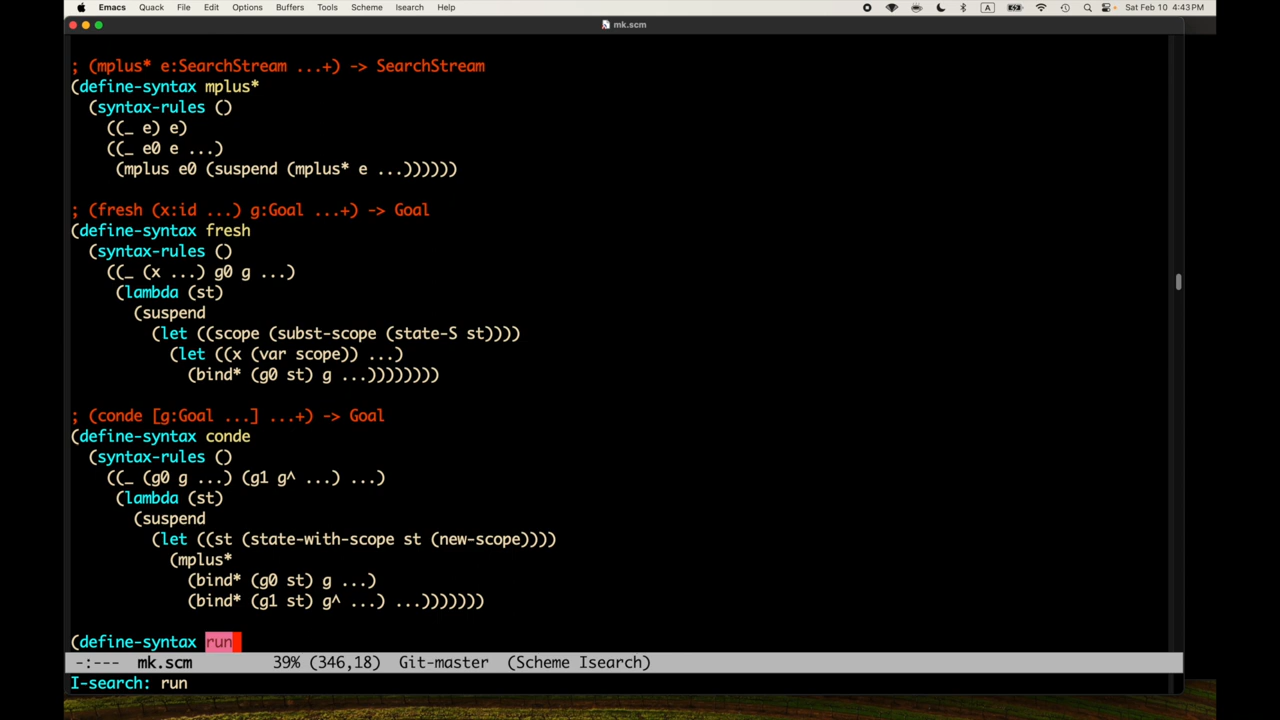 Emacs Quack File Edit Options Buffers Tools Scheme Isearch Help A Sat Feb 10 4:43PM
mk.scm
; (mplus* e:SearchStream ...+) -> SearchStream
(define-syntax mplus*
(syntax-rules ()
((_ e) e)
((_ e0 e ...)
(mplus e0 (suspend (mplus* e ...))))))
; (fresh (x:id ...) g:Goal ...+) -> Goal
(define-syntax fresh
(syntax-rules ()
((_ (x ...) g0 g ...)
(lambda (st)
(suspend
(let ((scope (subst-scope (state-S st))))
(let ((x (var scope)) ...)
(bind* (g0 st) g ...))))))))
; (conde [g:Goal ...] ...+) -> Goal
(define-syntax conde
(syntax-rules ()
((_ (g0 g ...) (g1 g^ ...) ...)
(lambda (st)
(suspend
(let ((st (state-with-scope st (new-scope))))
(mplus*
(bind* (g0 st) g ...)
(bind* (g1 st) g^ ...) ...)))))))
(define-syntax run
-:--- mk.scm 39% (346,18) Git-master (Scheme Isearch)
I-search: run